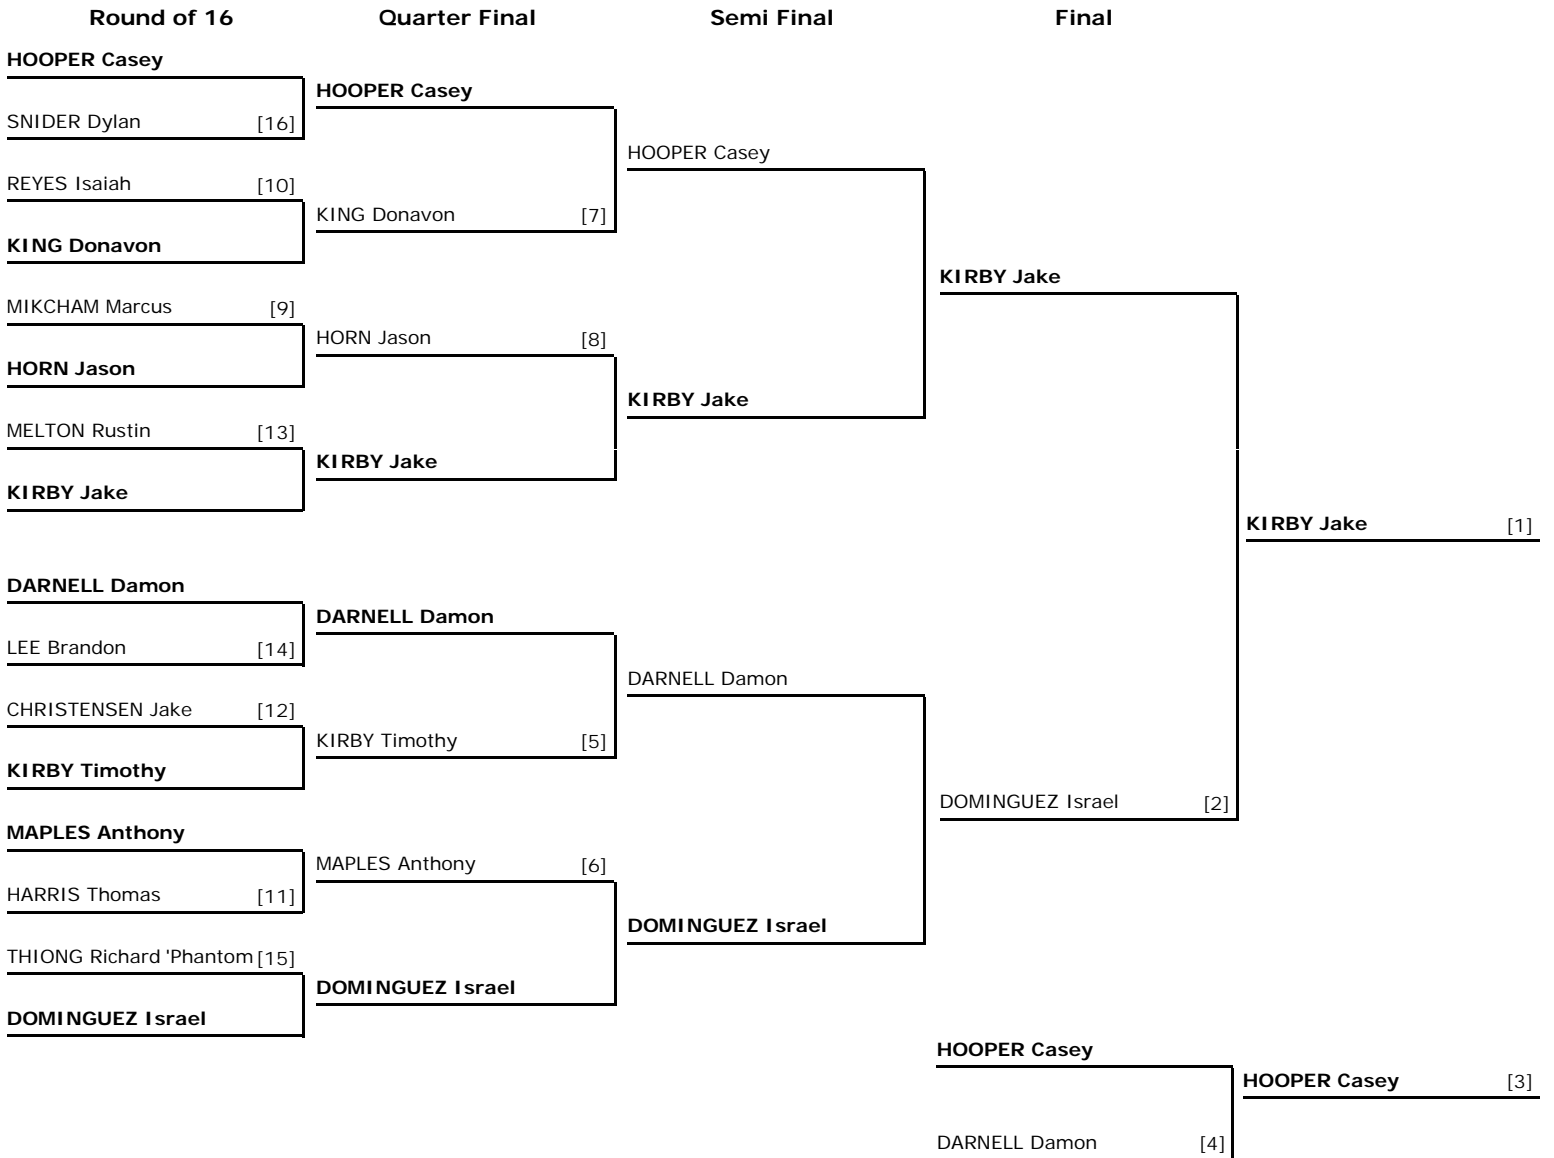 Round of 16 Quarter Final Semi Final Final
HOOPER Casey
HOOPER Casey
SNIDER Dylan [16]
HOOPER Casey
REYES Isaiah [10]
KING Donavon [7]
KING Donavon
KIRBY Jake
MIKCHAM Marcus [9]
HORN Jason [8]
HORN Jason
KIRBY Jake
MELTON Rustin [13]
KIRBY Jake
KIRBY Jake
KIRBY Jake [1]
DARNELL Damon
DARNELL Damon
LEE Brandon [14]
DARNELL Damon
CHRISTENSEN Jake [12]
KIRBY Timothy [5]
KIRBY Timothy
DOMINGUEZ Israel [2]
MAPLES Anthony
MAPLES Anthony [6]
HARRIS Thomas [11]
DOMINGUEZ Israel
THIONG Richard 'Phantom [15]
DOMINGUEZ Israel
DOMINGUEZ Israel
HOOPER Casey
HOOPER Casey [3]
DARNELL Damon [4]